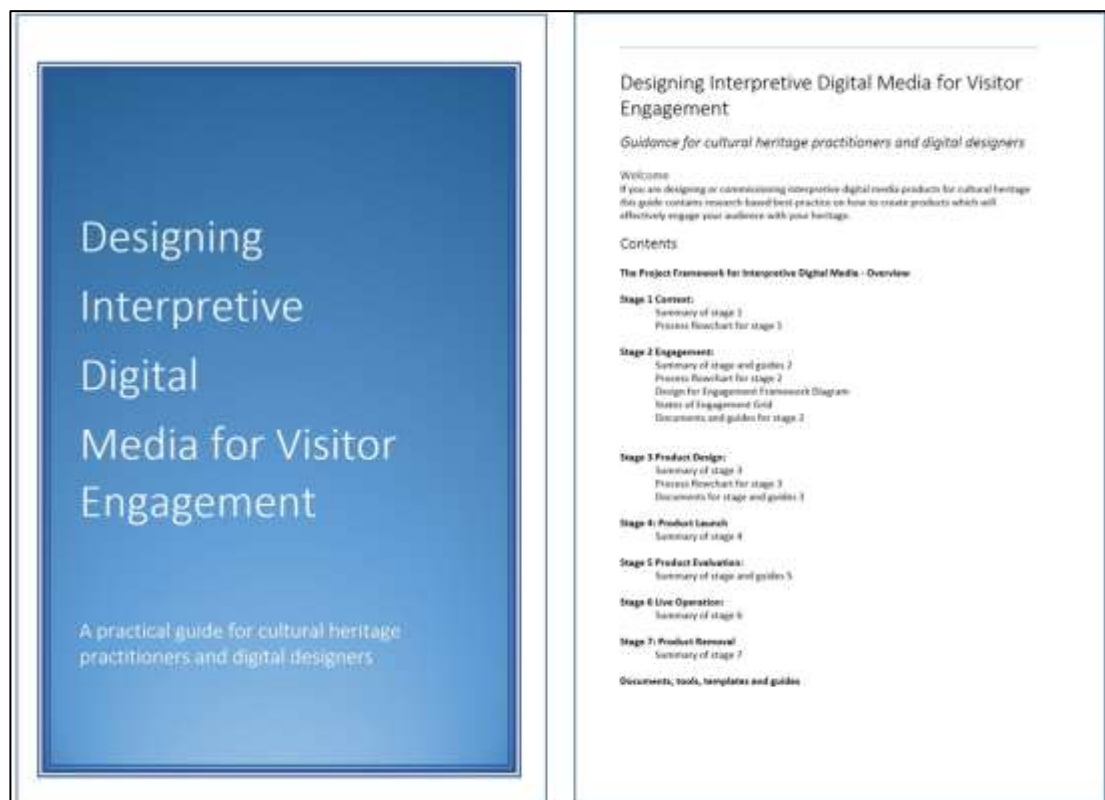 Designing
Interpretive
Digital
Media for Visitor
Engagement
A practical guide for cultural heritage
practitioners and digital designers
Designing Interpretive Digital Media for Visitor
Engagement
Guidance for cultural heritage practitioners and digital designers
Welcome
If you are designing or commissioning interpretive digital media products for cultural heritage
this guide contains research based best practice on how to create products which will
effectively engage your audience with your heritage.
Contents
The Project Framework for Interpretive Digital Media - Overview
Stage 1 Context:
Summary of stage 1
Process flowchart for stage 1
Stage 2 Engagement:
Summary of stage and guides 2
Process flowchart for stage 2
Design for Engagement Framework Diagram
States of Engagement Grid
Documents and guides for stage 2
Stage 3 Product Design:
Summary of stage 3
Process flowchart for stage 3
Documents for stage and guides 3
Stage 4: Product Launch
Summary of stage 4
Stage 5 Product Evaluation:
Summary of stage and guides 5
Stage 6 Live Operation:
Summary of stage 6
Stage 7: Product Removal
Summary of stage 7
Documents, tools, templates and guides